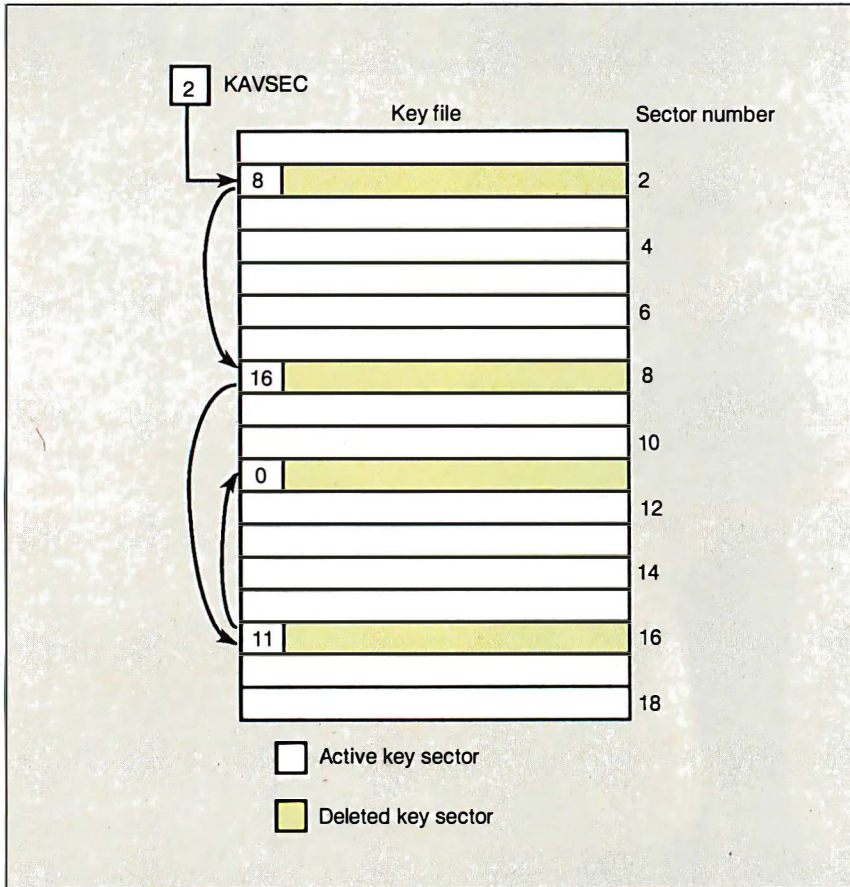 2 KAVSEC
Key file Sector number
8 2
4
6
16 8
10
0
12
14
11 16
18
Active key sector
Deleted key sector